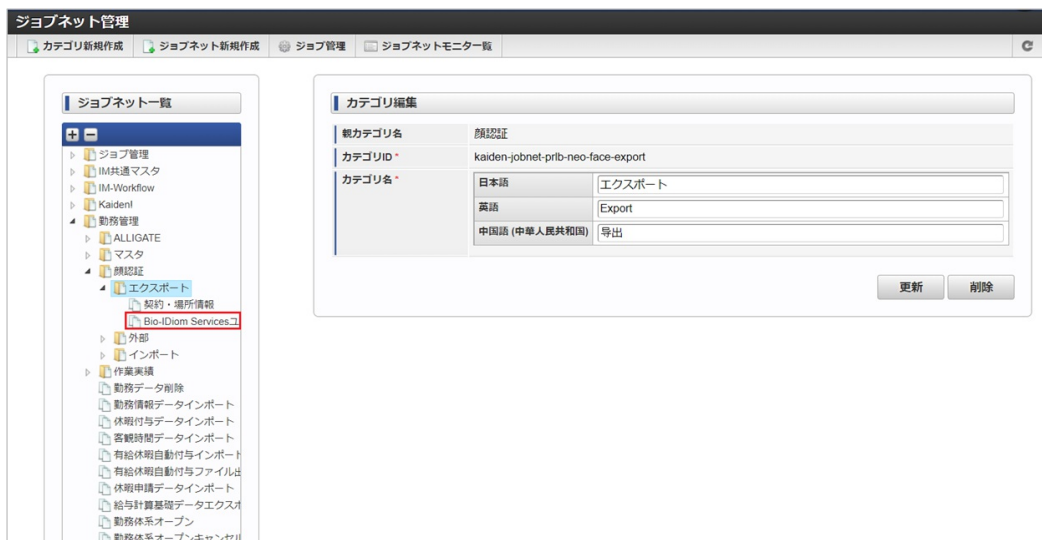 ジョブネット管理
カテゴリ新規作成 ジョブネット新規作成 ジョブ管理 ジョブネットモニタ一覧
ジョブネット一覧
ジョブ管理
IM共通マスタ
IM-Workflow
Kaiden!
勤務管理
ALLIGATE
マスタ
顔認証
エクスポート
契約・場所情報
Bio-IDiom Servicesユ
外部
インポート
作業実績
勤務データ削除
勤務情報データインポート
休暇付与データインポート
客観時間データインポート
有給休暇自動付与インポート
有給休暇自動付与ファイル出
休暇申請データインポート
給与計算基礎データエクスポ
勤務体系オープン
勤務体系オープンキャンセル
カテゴリ編集
親カテゴリ名 顔認証
カテゴリID * kaiden-jobnet-prlb-neo-face-export
カテゴリ名 * 日本語 エクスポート
英語 Export
中国語 (中華人民共和国) 导出
更新 削除